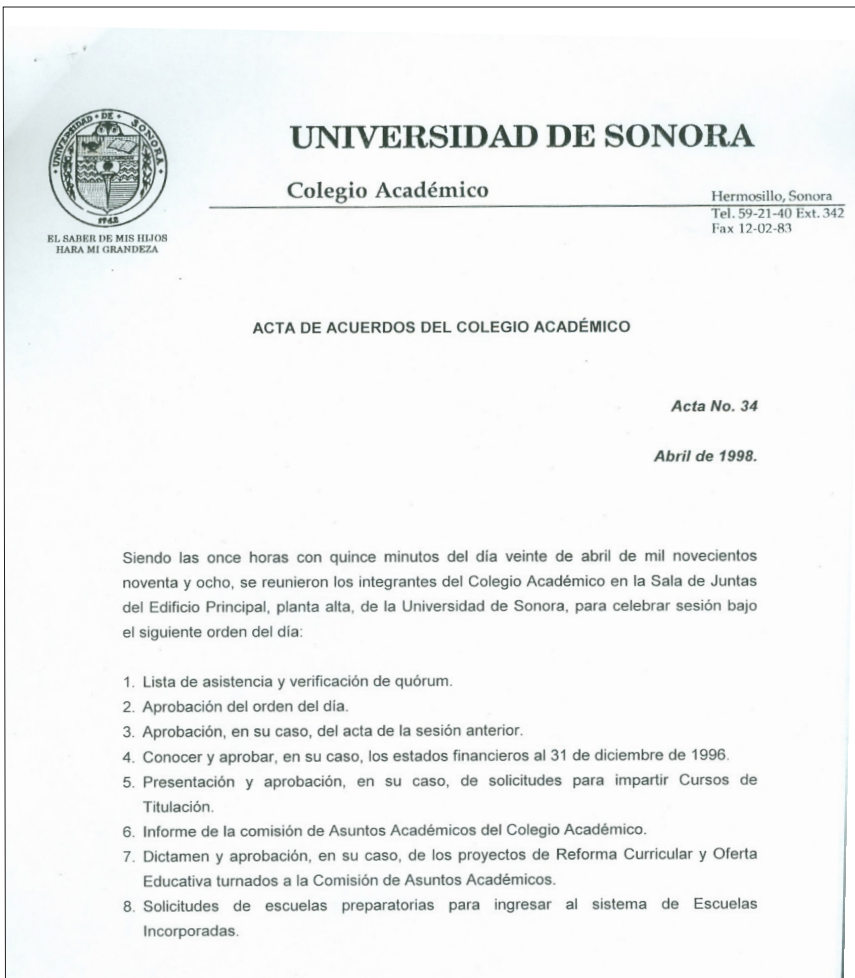 UNIVERSIDAD • DE • SONORA
1942
EL SABER DE MIS HIJOS
HARA MI GRANDEZA
UNIVERSIDAD DE SONORA
Colegio Académico
Hermosillo, Sonora
Tel. 59-21-40 Ext. 342
Fax 12-02-83
ACTA DE ACUERDOS DEL COLEGIO ACADÉMICO
Acta No. 34
Abril de 1998.
Siendo las once horas con quince minutos del día veinte de abril de mil novecientos
noventa y ocho, se reunieron los integrantes del Colegio Académico en la Sala de Juntas
del Edificio Principal, planta alta, de la Universidad de Sonora, para celebrar sesión bajo
el siguiente orden del día:
1. Lista de asistencia y verificación de quórum.
2. Aprobación del orden del día.
3. Aprobación, en su caso, del acta de la sesión anterior.
4. Conocer y aprobar, en su caso, los estados financieros al 31 de diciembre de 1996.
5. Presentación y aprobación, en su caso, de solicitudes para impartir Cursos de
Titulación.
6. Informe de la comisión de Asuntos Académicos del Colegio Académico.
7. Dictamen y aprobación, en su caso, de los proyectos de Reforma Curricular y Oferta
Educativa turnados a la Comisión de Asuntos Académicos.
8. Solicitudes de escuelas preparatorias para ingresar al sistema de Escuelas
Incorporadas.